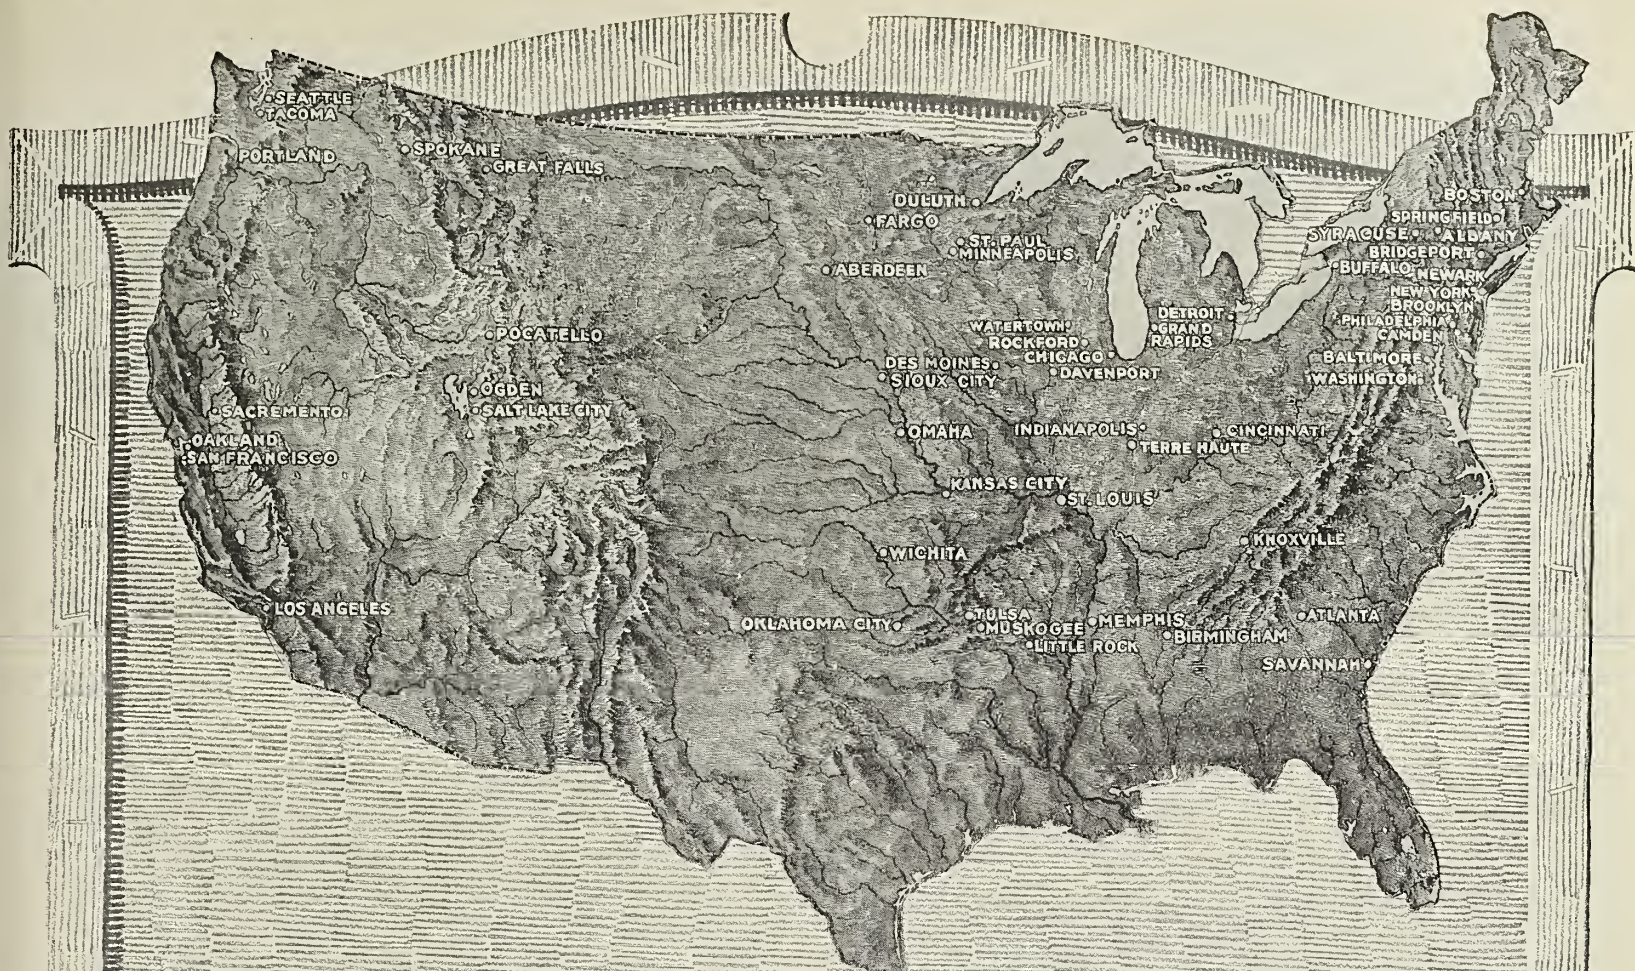 SEATTLE
TACOMA
PORTLAND
SPOKANE
GREAT FALLS
DULUTH
FARGO
ST. PAUL
MINNEAPOLIS
ABERDEEN
BOSTON
SPRINGFIELD
SYRACUSE
ALBANY
BRIDGEPORT
BUFFALO
NEWARK
NEW YORK
BROOKLYN
PHILADELPHIA
CAMDEN
BALTIMORE
WASHINGTON
DETROIT
GRAND
RAPIDS
WATERTOWN
ROCKFORD
CHICAGO
DAVENPORT
DES MOINES
SIOUX CITY
POCATELLO
OGDEN
SALT LAKE CITY
SACREMENTO
OAKLAND
SAN FRANCISCO
OMAHA
INDIANAPOLIS
CINCINNATI
TERRE HAUTE
KANSAS CITY
ST. LOUIS
WICHITA
KNOXVILLE
LOS ANGELES
OKLAHOMA CITY
TULSA
MUSKOGEE
LITTLE ROCK
MEMPHIS
BIRMINGHAM
ATLANTA
SAVANNAH